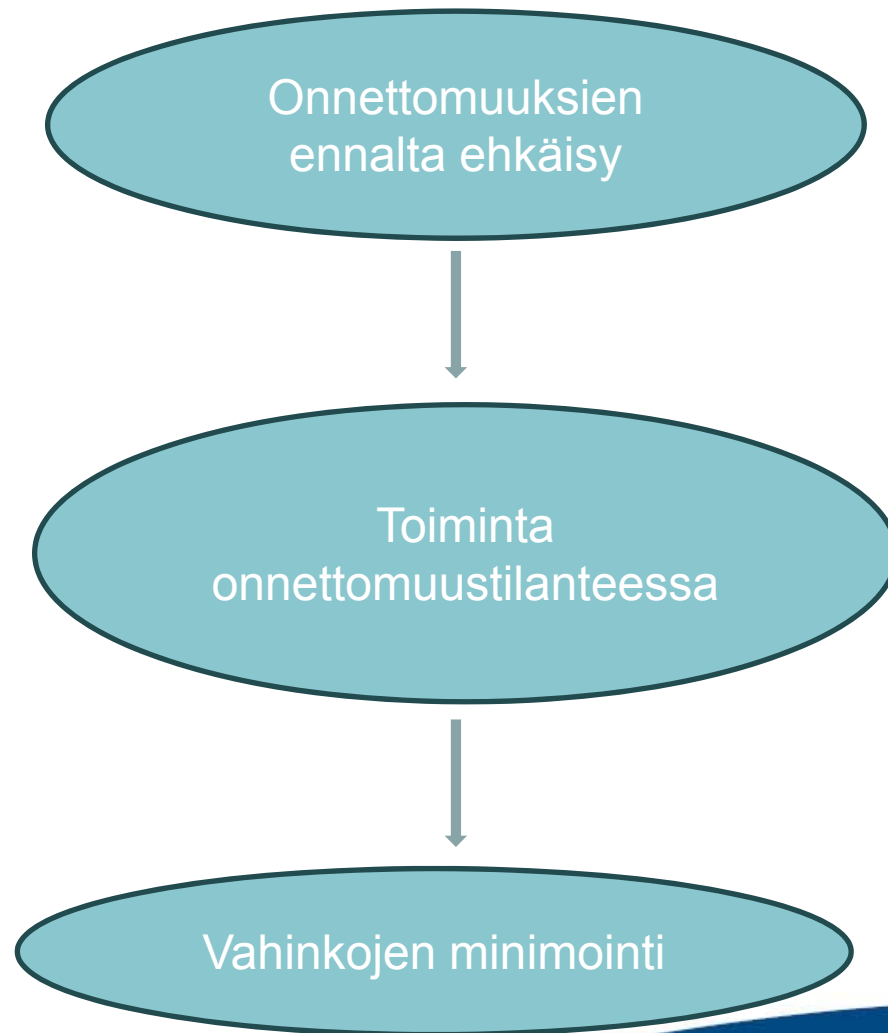 Onnettomuuksien
ennalta ehkäisy
Toiminta
onnettomuustilanteessa
Vahinkojen minimointi